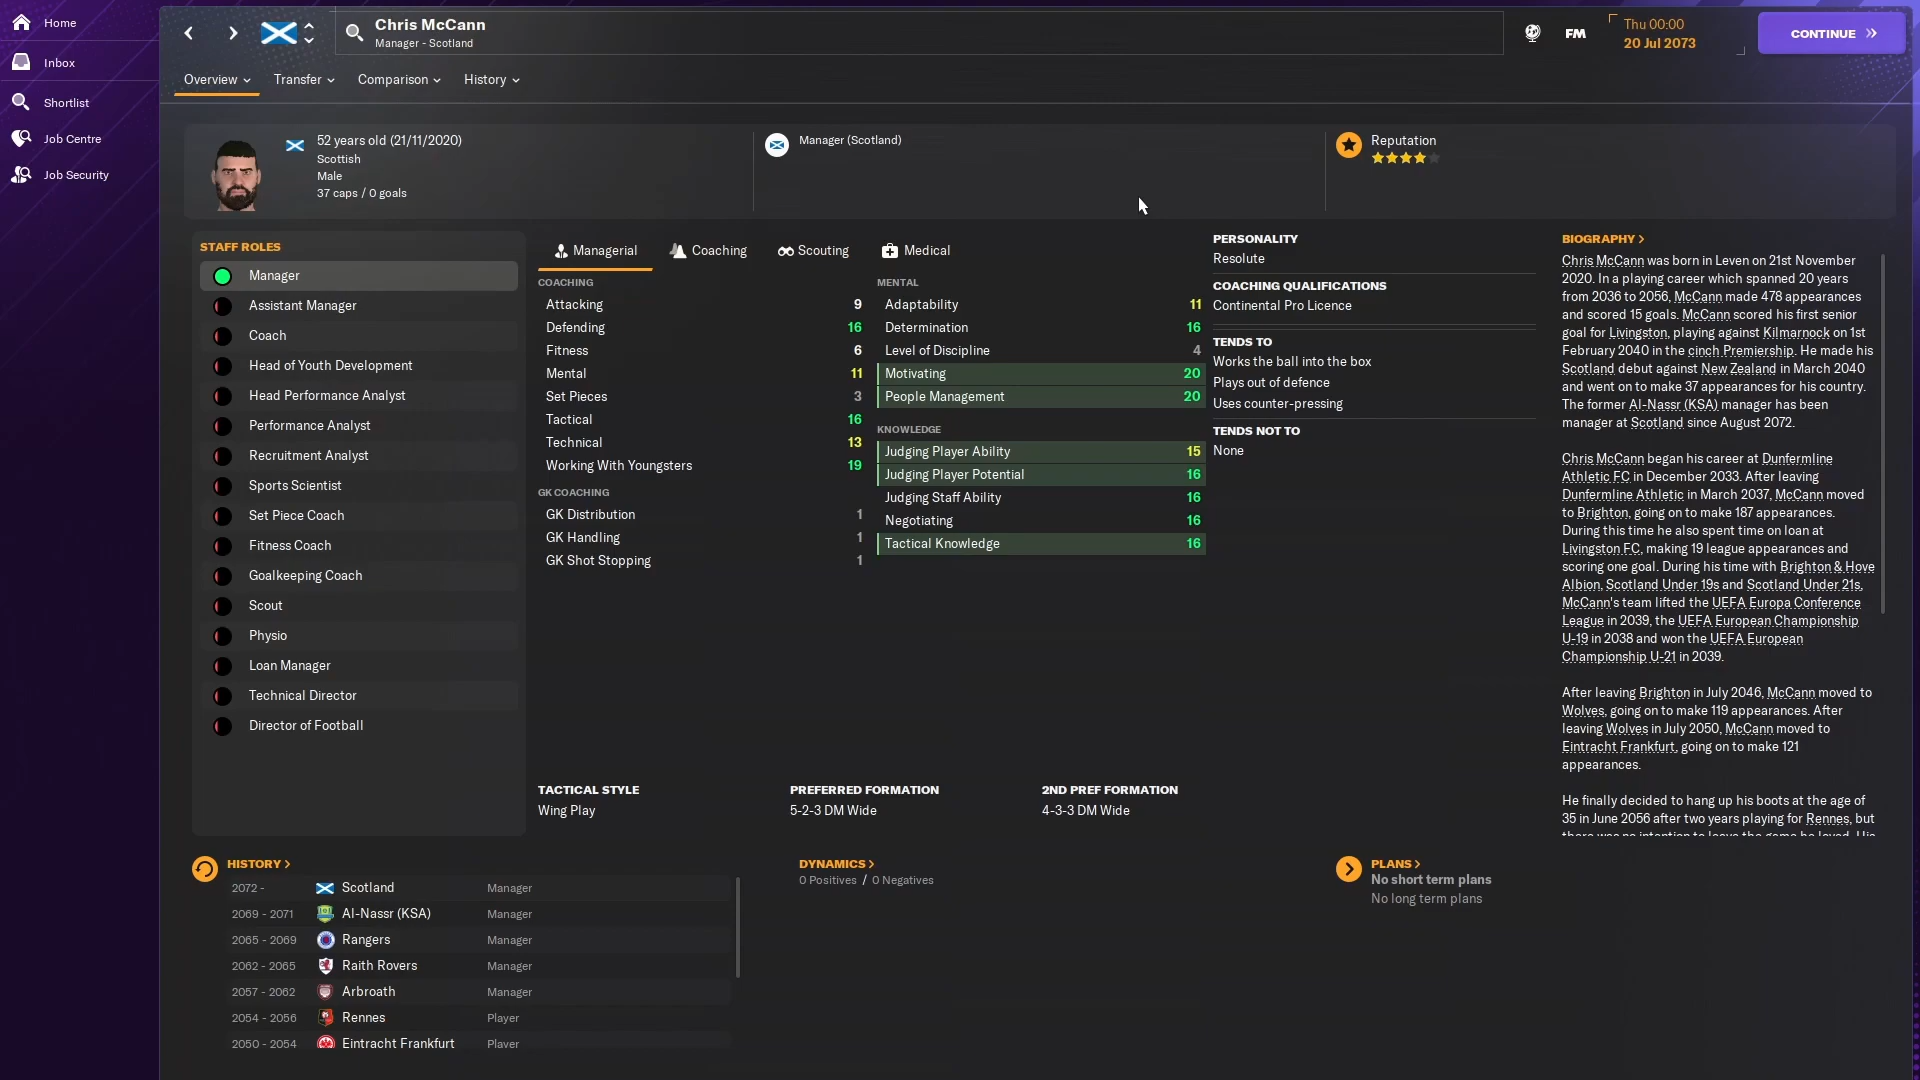 Home
Inbox
Shortlist
Job Centre
Job Security
Chris McCann
Manager - Scotland
FM
Thu 00:00
20 Jul 2073
CONTINUE
Overview
Transfer
Comparison
History
52 years old (21/11/2020)
Scottish
Male
37 caps / 0 goals
Manager (Scotland)
Reputation
STAFF ROLES
Manager
Assistant Manager
Coach
Head of Youth Development
Head Performance Analyst
Performance Analyst
Recruitment Analyst
Sports Scientist
Set Piece Coach
Fitness Coach
Goalkeeping Coach
Scout
Physio
Loan Manager
Technical Director
Director of Football
Managerial
Coaching
Scouting
Medical
COACHING
Attacking 9
Defending 16
Fitness 6
Mental 11
Set Pieces 3
Tactical 16
Technical 13
Working With Youngsters 19
GK COACHING
GK Distribution 1
GK Handling 1
GK Shot Stopping 1
MENTAL
Adaptability 11
Determination 16
Level of Discipline 4
Motivating 20
People Management 20
KNOWLEDGE
Judging Player Ability 15
Judging Player Potential 16
Judging Staff Ability 16
Negotiating 16
Tactical Knowledge 16
PERSONALITY
Resolute
COACHING QUALIFICATIONS
Continental Pro Licence
TENDS TO
Works the ball into the box
Plays out of defence
Uses counter-pressing
TENDS NOT TO
None
TACTICAL STYLE
Wing Play
PREFERRED FORMATION
5-2-3 DM Wide
2ND PREF FORMATION
4-3-3 DM Wide
BIOGRAPHY >
Chris McCann was born in Leven on 21st November
2020. In a playing career which spanned 20 years
from 2036 to 2056, McCann made 478 appearances
and scored 15 goals. McCann scored his first senior
goal for Livingston, playing against Kilmarnock on 1st
February 2040 in the cinch Premiership. He made his
Scotland debut against New Zealand in March 2040
and went on to make 37 appearances for his country.
The former Al-Nassr (KSA) manager has been
manager at Scotland since August 2072.
Chris McCann began his career at Dunfermline
Athletic FC in December 2033. After leaving
Dunfermline Athletic in March 2037, McCann moved
to Brighton, going on to make 187 appearances.
During this time he also spent time on loan at
Livingston FC, making 19 league appearances and
scoring one goal. During his time with Brighton & Hove
Albion, Scotland Under 19s and Scotland Under 21s,
McCann's team lifted the UEFA Europa Conference
League in 2039, the UEFA European Championship
U-19 in 2038 and won the UEFA European
Championship U-21 in 2039.
After leaving Brighton in July 2046, McCann moved to
Wolves, going on to make 119 appearances. After
leaving Wolves in July 2050, McCann moved to
Eintracht Frankfurt, going on to make 121
appearances.
He finally decided to hang up his boots at the age of
35 in June 2056 after two years playing for Rennes, but
there was no intention to leave the game he loved. His
HISTORY >
2072 - Scotland Manager
2069 - 2071 Al-Nassr (KSA) Manager
2065 - 2069 Rangers Manager
2062 - 2065 Raith Rovers Manager
2057 - 2062 Arbroath Manager
2054 - 2056 Rennes Player
2050 - 2054 Eintracht Frankfurt Player
DYNAMICS >
0 Positives / 0 Negatives
PLANS >
No short term plans
No long term plans